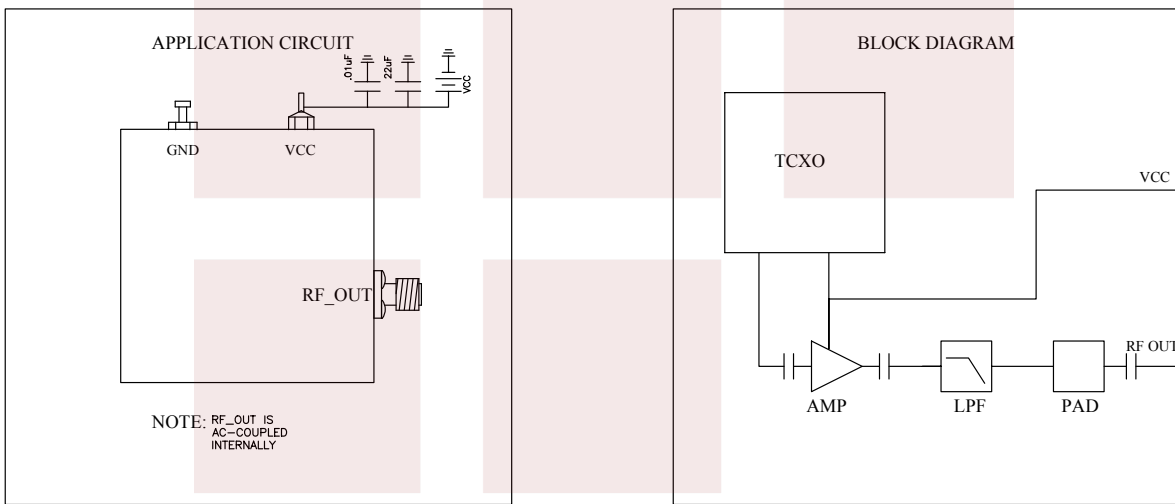 APPLICATION CIRCUIT
.01uF
22uF
VCC
GND
VCC
RF_OUT
NOTE: RF_OUT IS
AC-COUPLED
INTERNALLY
BLOCK DIAGRAM
TCXO
VCC
RF OUT
AMP
LPF
PAD